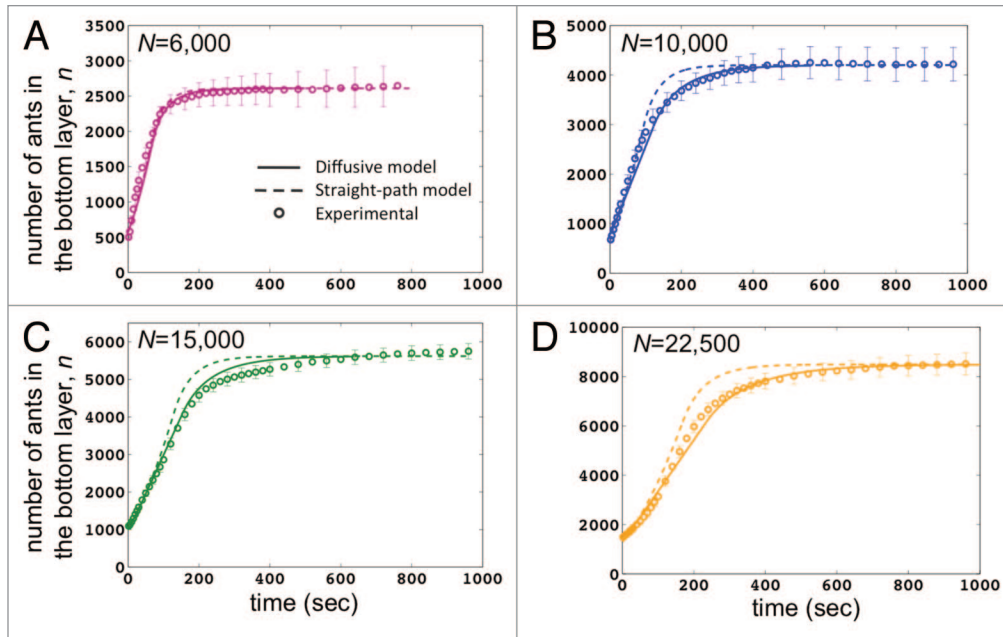 A
N=6,000
3500
3000
2500
2000
1500
1000
500
0
0 200 400 600 800 1000
number of ants in
the bottom layer, n
Diffusive model
Straight-path model
Experimental
B
N=10,000
5000
4000
3000
2000
1000
0
0 200 400 600 800 1000
C
N=15,000
6000
5000
4000
3000
2000
1000
0
0 200 400 600 800 1000
number of ants in
the bottom layer, n
time (sec)
D
N=22,500
10000
8000
6000
4000
2000
0
0 200 400 600 800 1000
time (sec)